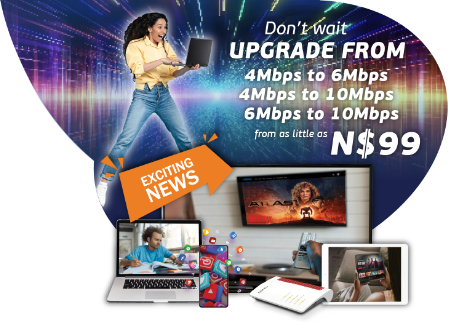 Don't wait
UPGRADE FROM
4Mbps to 6Mbps
4Mbps to 10Mbps
6Mbps to 10Mbps
from as little as N$99
EXCITING
NEWS
ATLAS